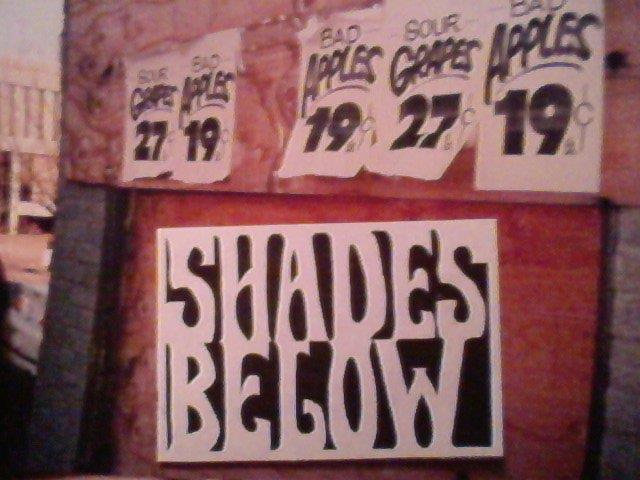 SOUR
GRAPES
27¢
BAD
APPLES
19¢
BAD
APPLES
19¢
SOUR
GRAPES
27¢
BAD
APPLES
19¢
SHADES
BELOW